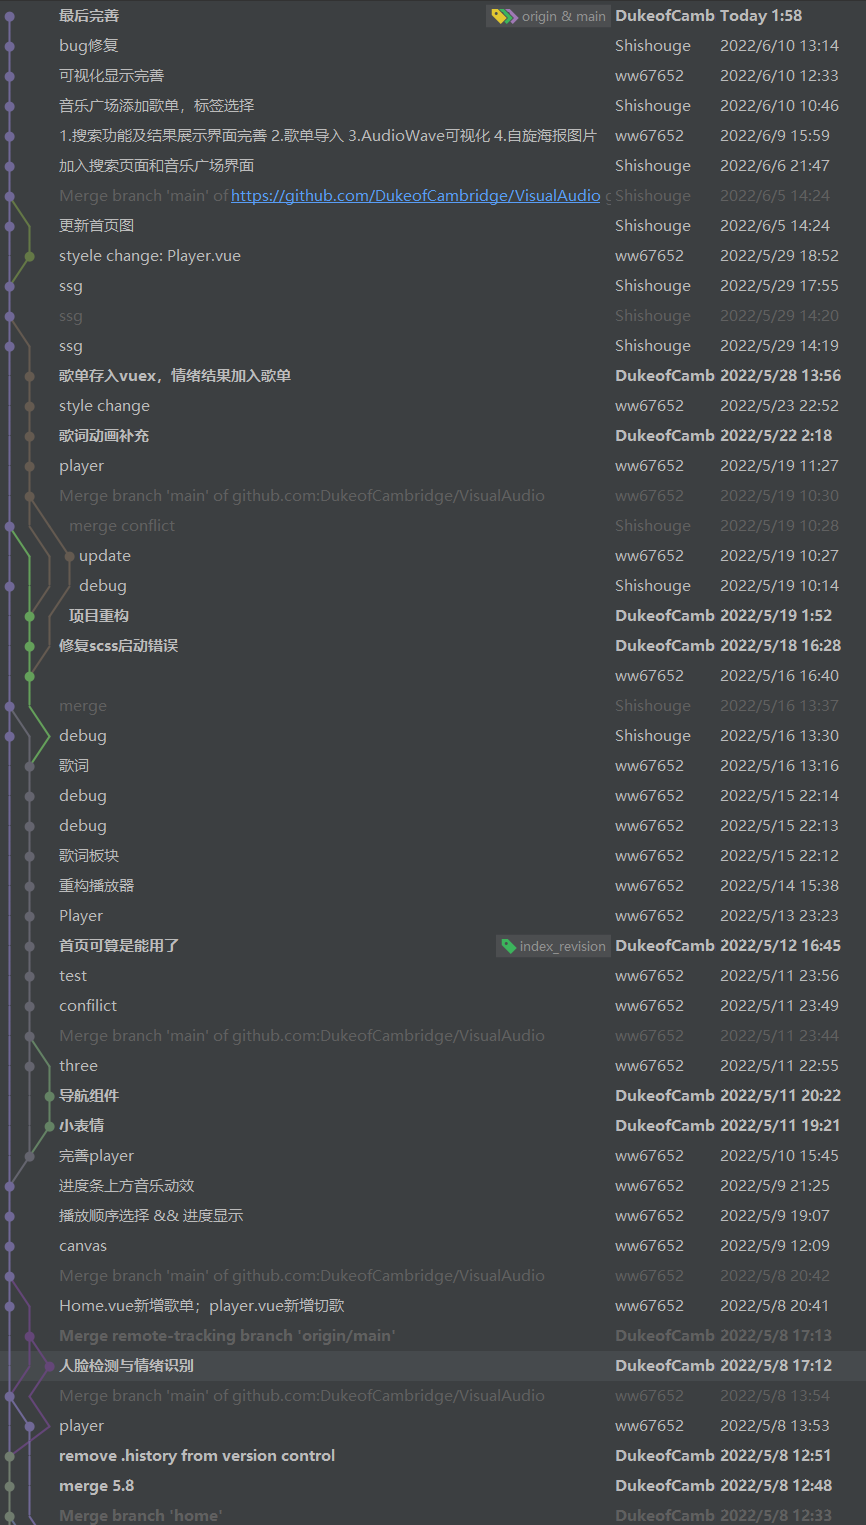 最后完善 origin & main DukeofCamb Today 1:58
bug修复 Shishouge 2022/6/10 13:14
可视化显示完善 ww67652 2022/6/10 12:33
音乐广场添加歌单，标签选择 Shishouge 2022/6/10 10:46
1.搜索功能及结果展示界面完善 2.歌单导入 3.AudioWave可视化 4.自旋海报图片 ww67652 2022/6/9 15:59
加入搜索页面和音乐广场界面 Shishouge 2022/6/6 21:47
Merge branch 'main' of https://github.com/DukeofCambridge/VisualAudio g Shishouge 2022/6/5 14:24
更新首页图 Shishouge 2022/6/5 14:24
styele change: Player.vue ww67652 2022/5/29 18:52
ssg Shishouge 2022/5/29 17:55
ssg Shishouge 2022/5/29 14:20
ssg Shishouge 2022/5/29 14:19
歌单存入vuex，情绪结果加入歌单 DukeofCamb 2022/5/28 13:56
style change ww67652 2022/5/23 22:52
歌词动画补充 DukeofCamb 2022/5/22 2:18
player ww67652 2022/5/19 11:27
Merge branch 'main' of github.com:DukeofCambridge/VisualAudio ww67652 2022/5/19 10:30
merge conflict Shishouge 2022/5/19 10:28
update ww67652 2022/5/19 10:27
debug Shishouge 2022/5/19 10:14
项目重构 DukeofCamb 2022/5/19 1:52
修复scss启动错误 DukeofCamb 2022/5/18 16:28
ww67652 2022/5/16 16:40
merge Shishouge 2022/5/16 13:37
debug Shishouge 2022/5/16 13:30
歌词 ww67652 2022/5/16 13:16
debug ww67652 2022/5/15 22:14
debug ww67652 2022/5/15 22:13
歌词板块 ww67652 2022/5/15 22:12
重构播放器 ww67652 2022/5/14 15:38
Player ww67652 2022/5/13 23:23
首页可算是能用了 index_revision DukeofCamb 2022/5/12 16:45
test ww67652 2022/5/11 23:56
confilict ww67652 2022/5/11 23:49
Merge branch 'main' of github.com:DukeofCambridge/VisualAudio ww67652 2022/5/11 23:44
three ww67652 2022/5/11 22:55
导航组件 DukeofCamb 2022/5/11 20:22
小表情 DukeofCamb 2022/5/11 19:21
完善player ww67652 2022/5/10 15:45
进度条上方音乐动效 ww67652 2022/5/9 21:25
播放顺序选择 && 进度显示 ww67652 2022/5/9 19:07
canvas ww67652 2022/5/9 12:09
Merge branch 'main' of github.com:DukeofCambridge/VisualAudio ww67652 2022/5/8 20:42
Home.vue新增歌单；player.vue新增切歌 ww67652 2022/5/8 20:41
Merge remote-tracking branch 'origin/main' DukeofCamb 2022/5/8 17:13
人脸检测与情绪识别 DukeofCamb 2022/5/8 17:12
Merge branch 'main' of github.com:DukeofCambridge/VisualAudio ww67652 2022/5/8 13:54
player ww67652 2022/5/8 13:53
remove .history from version control DukeofCamb 2022/5/8 12:51
merge 5.8 DukeofCamb 2022/5/8 12:48
Merge branch 'home' DukeofCamb 2022/5/8 12:33